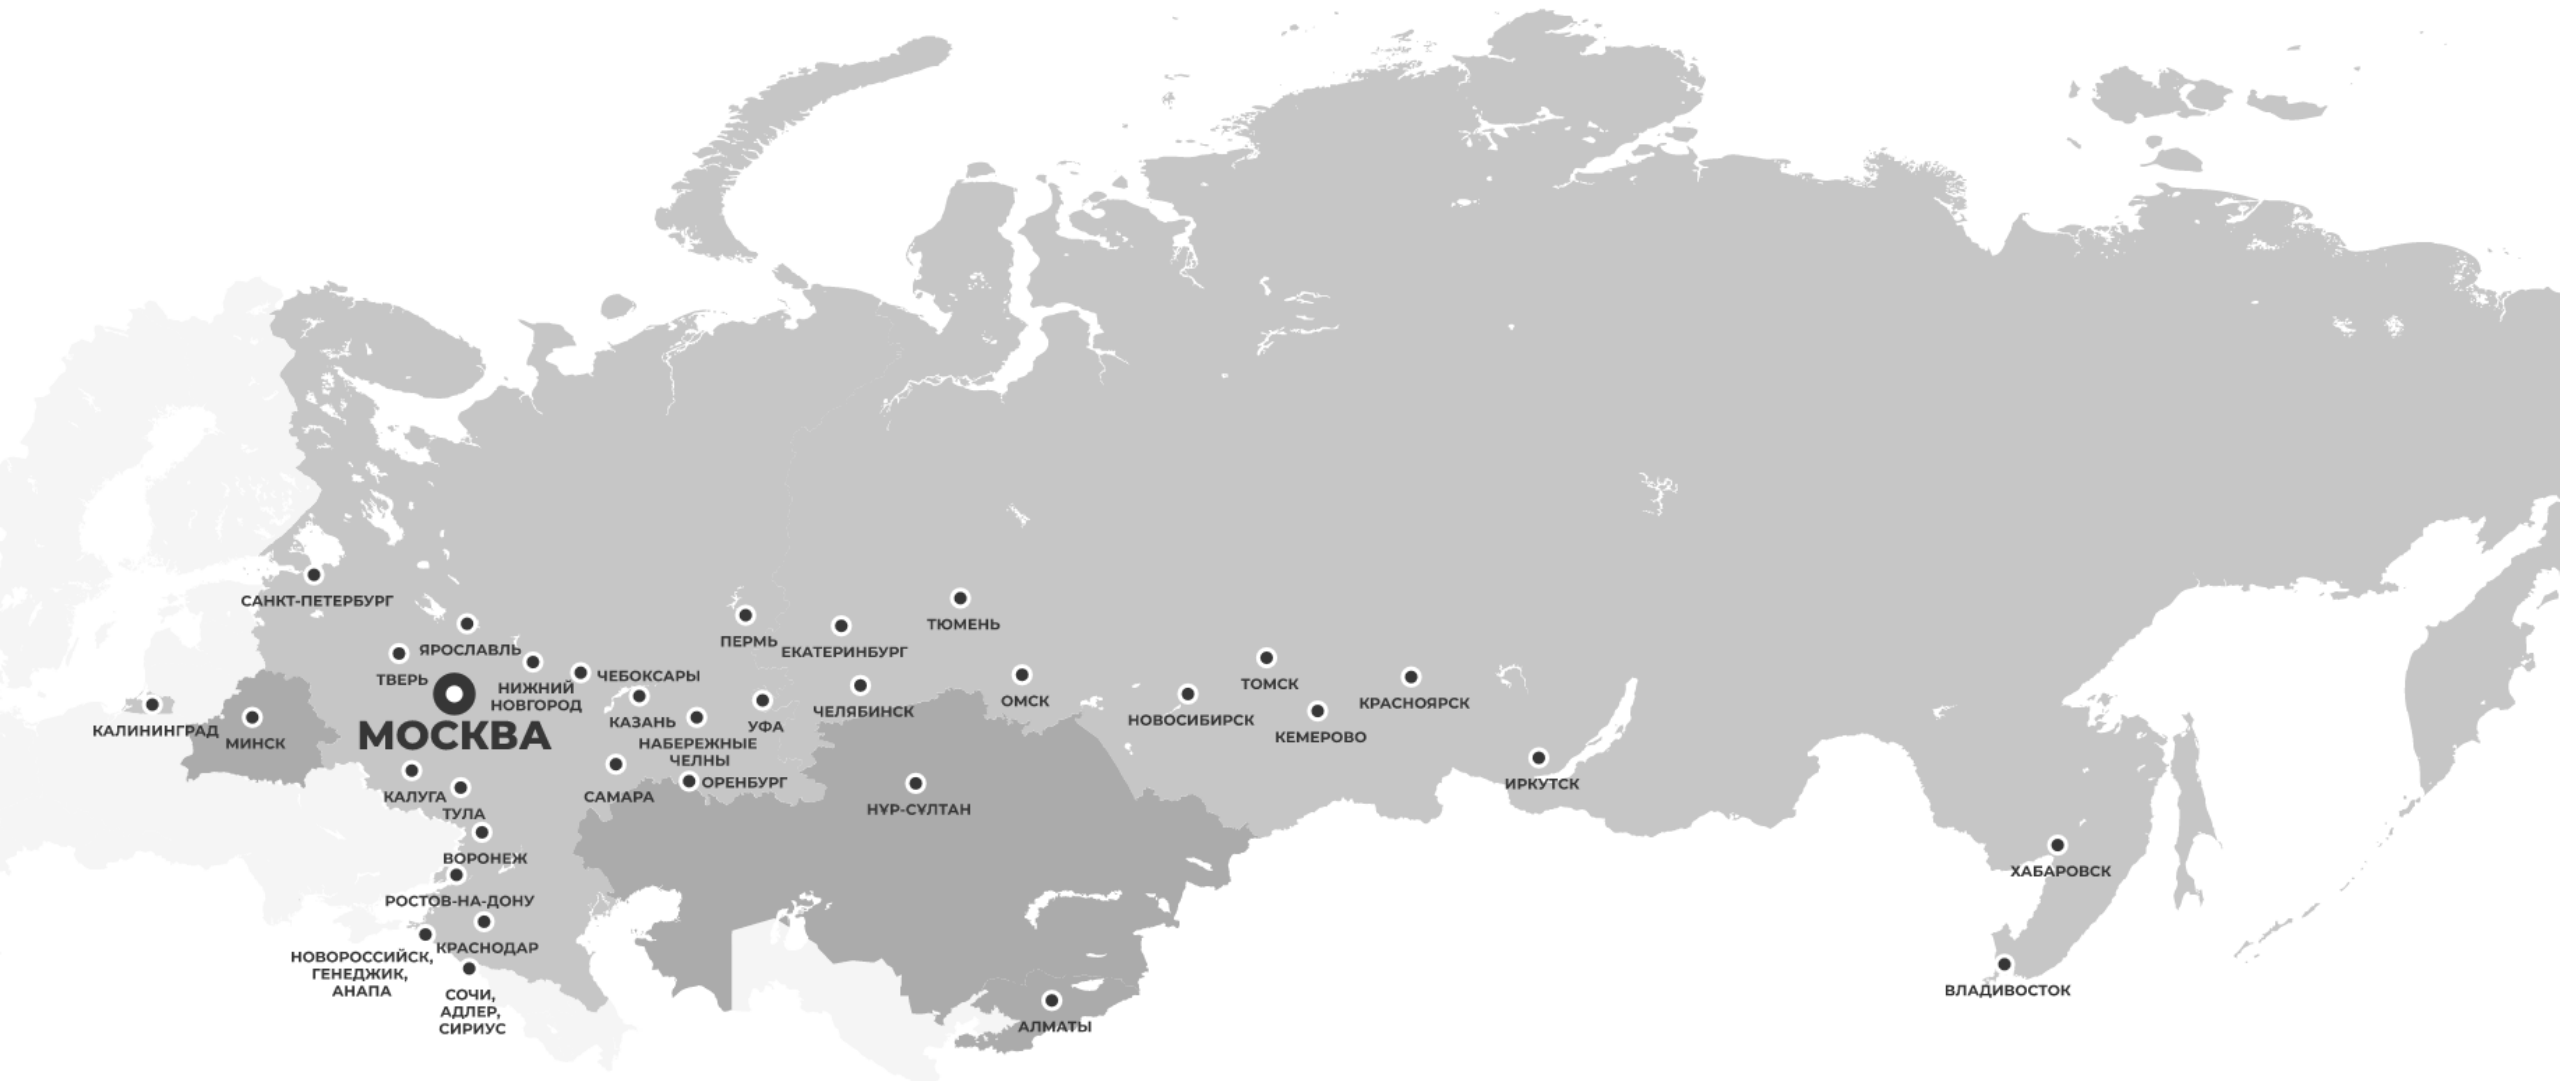 САНКТ-ПЕТЕРБУРГ
ТЮМЕНЬ
ПЕРМЬ
ЕКАТЕРИНБУРГ
ЯРОСЛАВЛЬ
ТВЕРЬ
ЧЕБОКСАРЫ
НИЖНИЙ
НОВГОРОД
ТОМСК
ОМСК
КРАСНОЯРСК
ЧЕЛЯБИНСК
НОВОСИБИРСК
КАЗАНЬ
УФА
КАЛИНИНГРАД
МИНСК
МОСКВА
КЕМЕРОВО
НАБЕРЕЖНЫЕ
ЧЕЛНЫ
ОРЕНБУРГ
ИРКУТСК
КАЛУГА
САМАРА
НҰР-СҰЛТАН
ТУЛА
ВОРОНЕЖ
ХАБАРОВСК
РОСТОВ-НА-ДОНУ
КРАСНОДАР
НОВОРОССИЙСК,
ГЕНЕДЖИК,
АНАПА
СОЧИ,
АДЛЕР,
СИРИУС
ВЛАДИВОСТОК
АЛМАТЫ